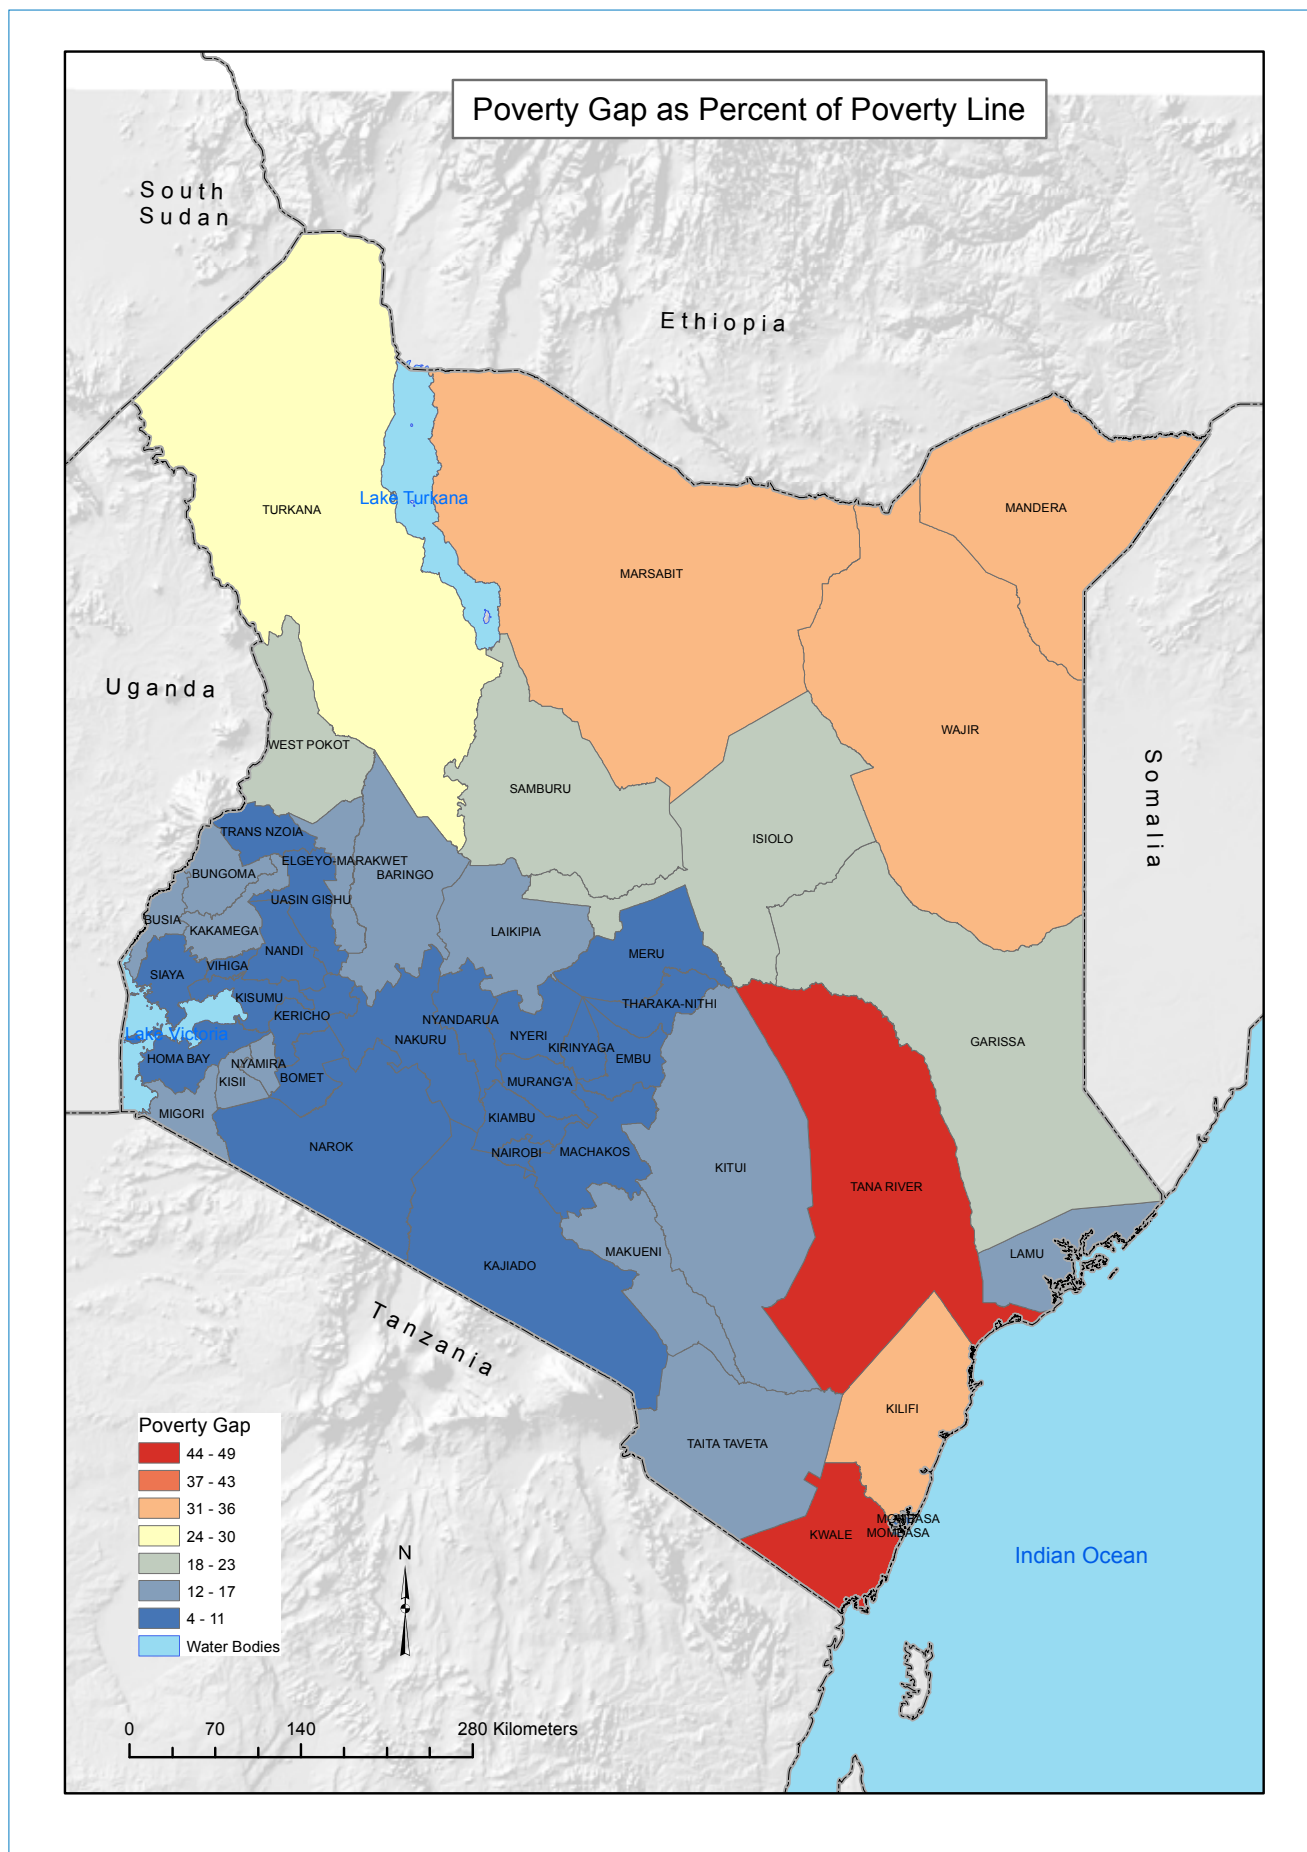 Poverty Gap as Percent of Poverty Line
South
Sudan
Ethiopia
Lake Turkana
TURKANA
MANDERA
MARSABIT
Uganda
WEST POKOT
WAJIR
Somalia
SAMBURU
TRANS NZOIA
ISIOLO
ELGEYO-MARAKWET
BUNGOMA
BARINGO
UASIN GISHU
BUSIA
KAKAMEGA
LAIKIPIA
NANDI
MERU
VIHIGA
SIAYA
KISUMU
THARAKA-NITHI
KERICHO
NYANDARUA
Lake Victoria
NYERI
NAKURU
GARISSA
KIRINYAGA
HOMA BAY
EMBU
NYAMIRA
BOMET
KISII
MURANG'A
MIGORI
KIAMBU
NAROK
NAIROBI
MACHAKOS
KITUI
TANA RIVER
MAKUENI
LAMU
KAJIADO
Tanzania
KILIFI
TAITA TAVETA
MOMBASA
KWALE
MOMBASA
Indian Ocean
Poverty Gap
44 - 49
37 - 43
31 - 36
24 - 30
18 - 23
12 - 17
4 - 11
Water Bodies
N
0 70 140 280 Kilometers